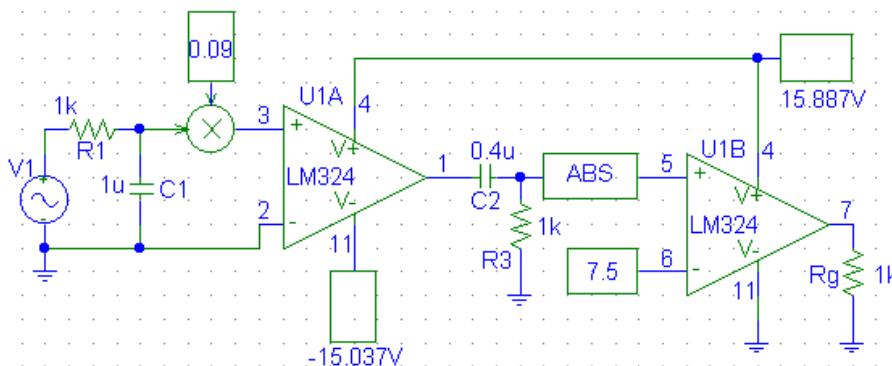 0.09
1k
R1
V1
1u
C1
3
2
U1A
4
V+
LM324
V-
11
+
-
1
-15.037V
0.4u
C2
1k
R3
ABS
7.5
5
6
U1B
4
V+
LM324
V-
11
+
-
7
15.887V
Rg
1k